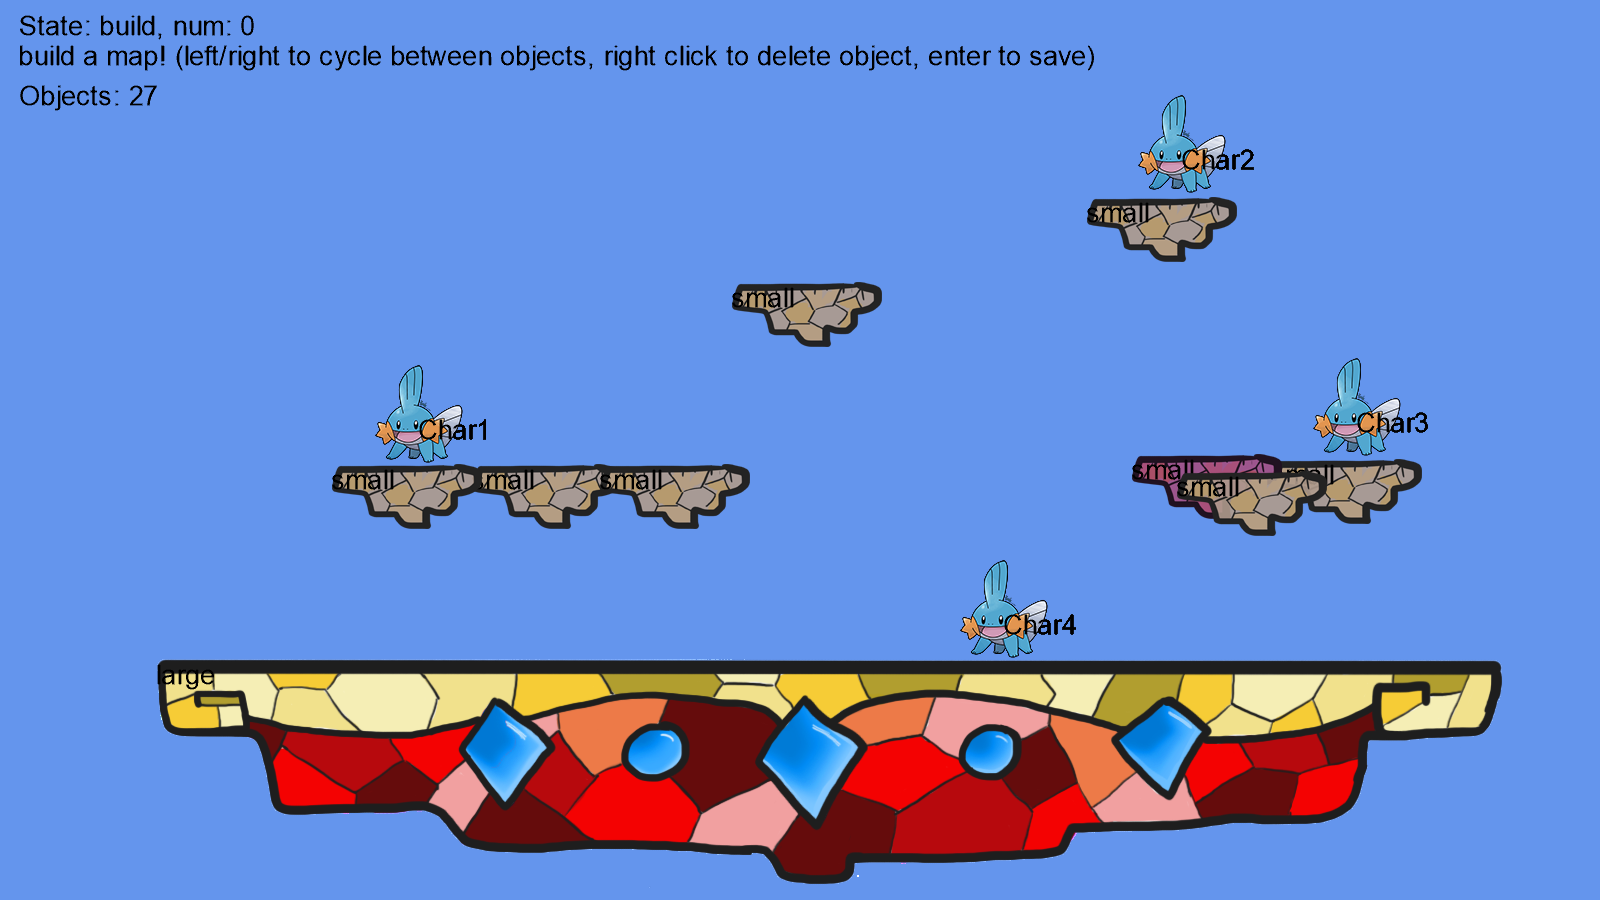 State: build, num: 0
build a map! (left/right to cycle between objects, right click to delete object, enter to save)
Objects: 27
Char2
small
small
Char1
Char3
small
small
small
small
small
Char4
large